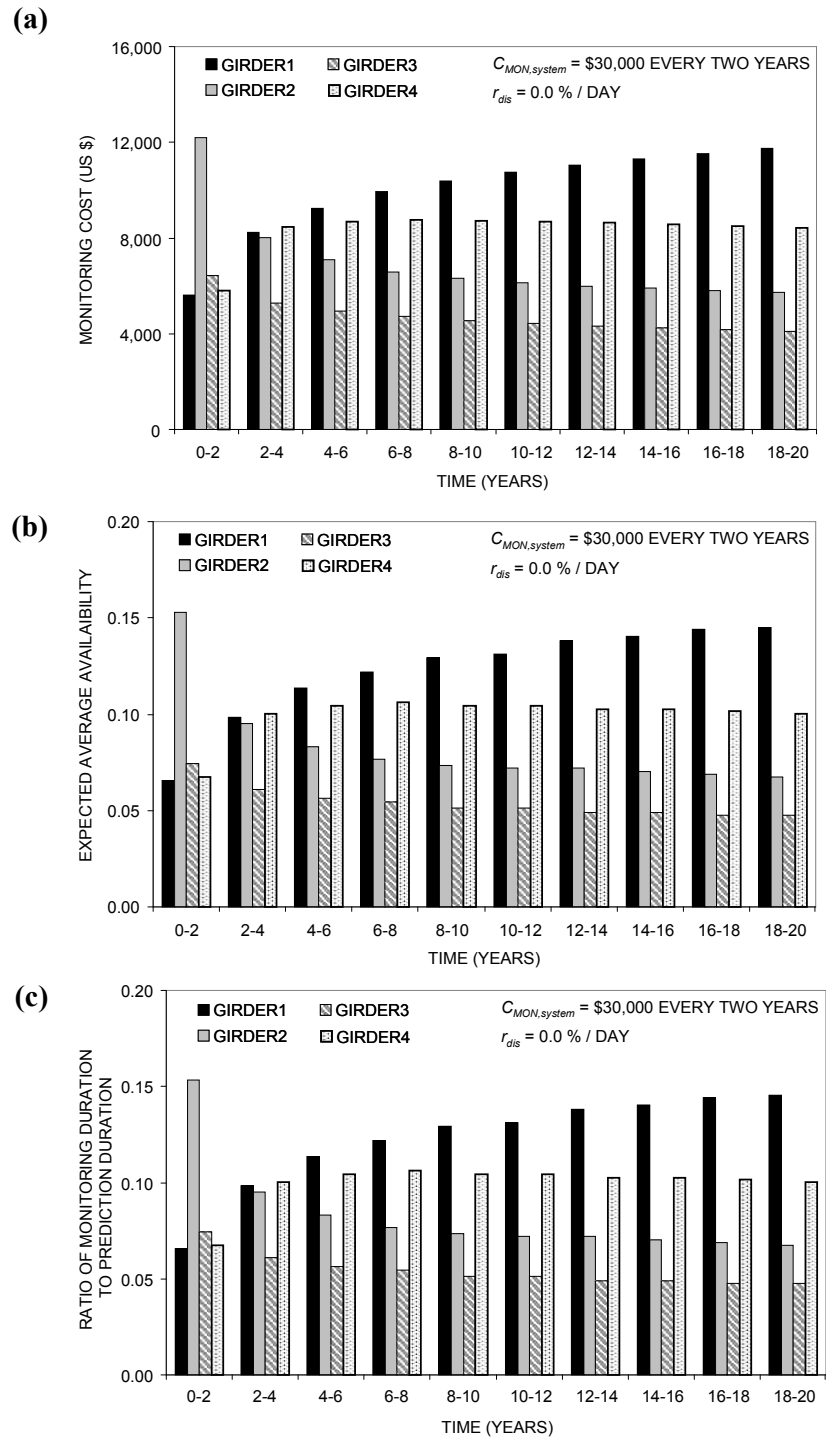 (a)
16,000
12,000
8,000
4,000
0
MONITORING COST (US $)
GIRDER1
GIRDER3
GIRDER2
GIRDER4
C_MON,system = $30,000 EVERY TWO YEARS
r_dis = 0.0 % / DAY
0-2 2-4 4-6 6-8 8-10 10-12 12-14 14-16 16-18 18-20
TIME (YEARS)
(b)
0.20
0.15
0.10
0.05
0.00
EXPECTED AVERAGE AVAILAIBILITY
GIRDER1
GIRDER3
GIRDER2
GIRDER4
C_MON,system = $30,000 EVERY TWO YEARS
r_dis = 0.0 % / DAY
0-2 2-4 4-6 6-8 8-10 10-12 12-14 14-16 16-18 18-20
TIME (YEARS)
(c)
0.20
0.15
0.10
0.05
0.00
RATIO OF MONITORING DURATION
TO PREDICTION DURATION
GIRDER1
GIRDER3
GIRDER2
GIRDER4
C_MON,system = $30,000 EVERY TWO YEARS
r_dis = 0.0 % / DAY
0-2 2-4 4-6 6-8 8-10 10-12 12-14 14-16 16-18 18-20
TIME (YEARS)